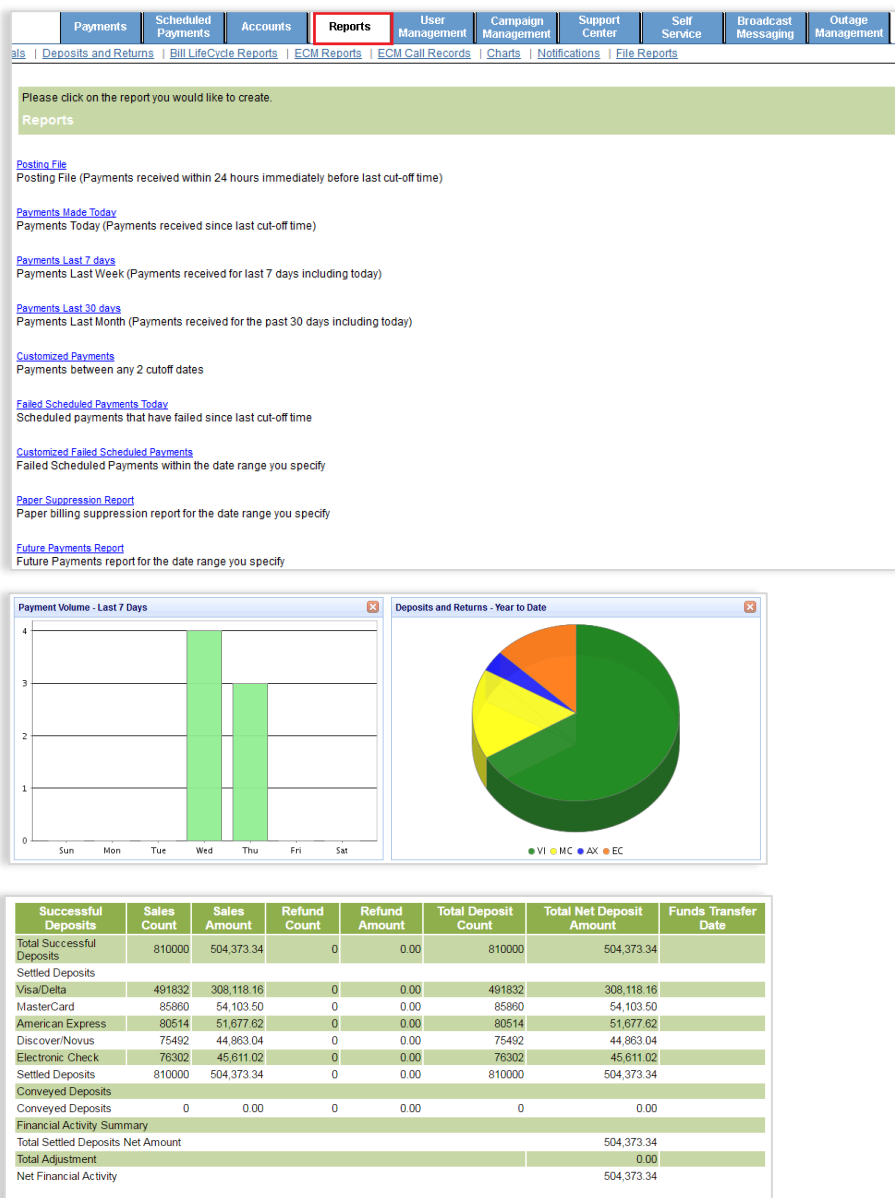 Payments Scheduled Payments Accounts Reports User Management Campaign Management Support Center Self Service Broadcast Messaging Outage Management
als | Deposits and Returns | Bill LifeCycle Reports | ECM Reports | ECM Call Records | Charts | Notifications | File Reports
Please click on the report you would like to create.
Reports
Posting File
Posting File (Payments received within 24 hours immediately before last cut-off time)
Payments Made Today
Payments Today (Payments received since last cut-off time)
Payments Last 7 days
Payments Last Week (Payments received for last 7 days including today)
Payments Last 30 days
Payments Last Month (Payments received for the past 30 days including today)
Customized Payments
Payments between any 2 cutoff dates
Failed Scheduled Payments Today
Scheduled payments that have failed since last cut-off time
Customized Failed Scheduled Payments
Failed Scheduled Payments within the date range you specify
Paper Suppression Report
Paper billing suppression report for the date range you specify
Future Payments Report
Future Payments report for the date range you specify
Payment Volume - Last 7 Days
4
3
2
1
0
Sun Mon Tue Wed Thu Fri Sat
Deposits and Returns - Year to Date
VI MC AX EC
Successful Deposits Sales Count Sales Amount Refund Count Refund Amount Total Deposit Count Total Net Deposit Amount Funds Transfer Date
Total Successful Deposits 810000 504,373.34 0 0.00 810000 504,373.34
Settled Deposits
Visa/Delta 491832 308,118.16 0 0.00 491832 308,118.16
MasterCard 85860 54,103.50 0 0.00 85860 54,103.50
American Express 80514 51,677.62 0 0.00 80514 51,677.62
Discover/Novus 75492 44,863.04 0 0.00 75492 44,863.04
Electronic Check 76302 45,611.02 0 0.00 76302 45,611.02
Settled Deposits 810000 504,373.34 0 0.00 810000 504,373.34
Conveyed Deposits
Conveyed Deposits 0 0.00 0 0.00 0 0.00
Financial Activity Summary
Total Settled Deposits Net Amount 504,373.34
Total Adjustment 0.00
Net Financial Activity 504,373.34